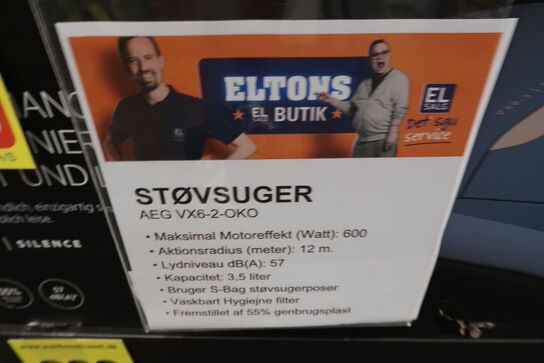 ELTONS
EL SALG BUTIK
EL
SALG
Det' sgu
service
STØVSUGER
AEG VX6-2-OKO
• Maksimal Motoreffekt (Watt): 600
• Aktionsradius (meter): 12 m.
• Lydniveau dB(A): 57
• Kapacitet: 3,5 liter
• Bruger S-Bag støvsugerposer
• Vaskbart Hygiejne filter
• Fremstillet af 55% genbrugsplast
SILENCE
57